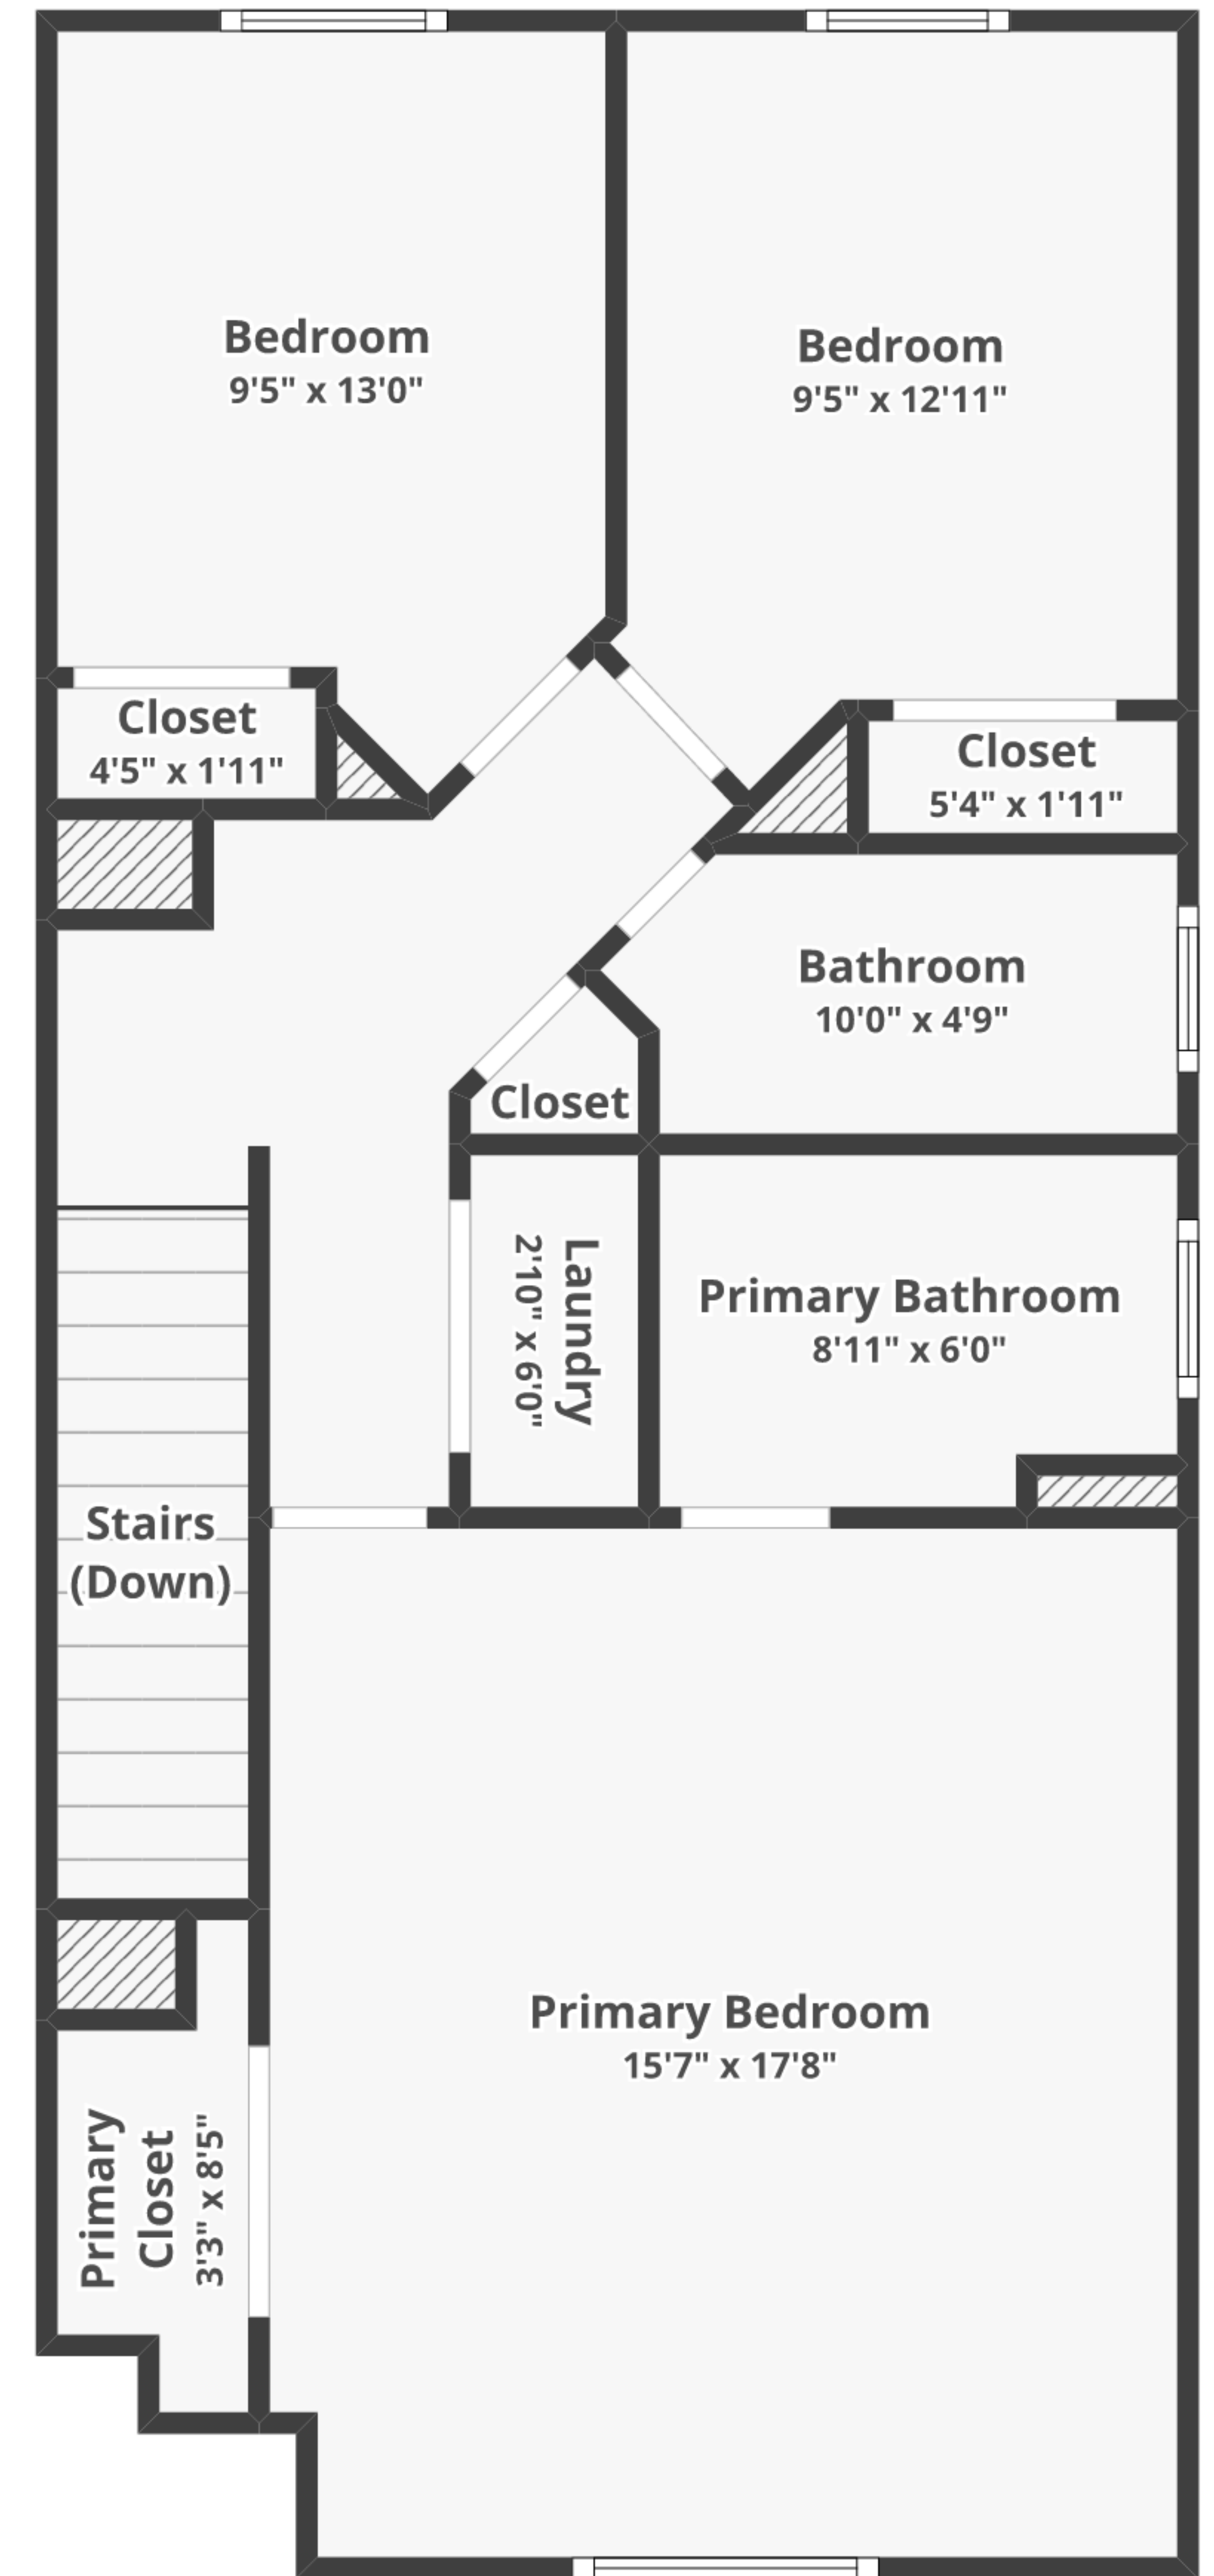 Bedroom
9'5" x 13'0"
Bedroom
9'5" x 12'11"
Closet
4'5" x 1'11"
Closet
5'4" x 1'11"
Bathroom
10'0" x 4'9"
Closet
Laundry
2'10" x 6'0"
Primary Bathroom
8'11" x 6'0"
Stairs
(Down)
Primary Bedroom
15'7" x 17'8"
Primary
Closet
3'3" x 8'5"